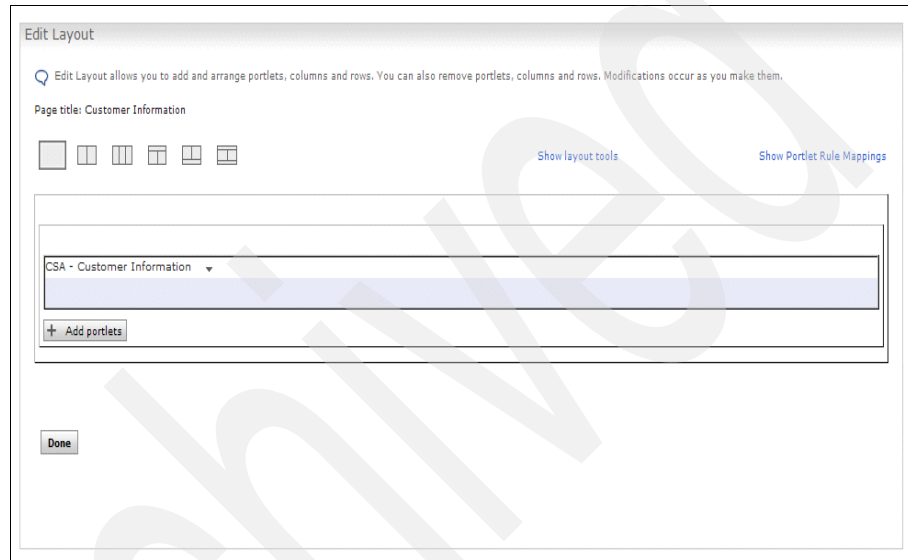 Edit Layout
Edit Layout allows you to add and arrange portlets, columns and rows. You can also remove portlets, columns and rows. Modifications occur as you make them.
Page title: Customer Information
Show layout tools
Show Portlet Rule Mappings
CSA - Customer Information
+ Add portlets
Done